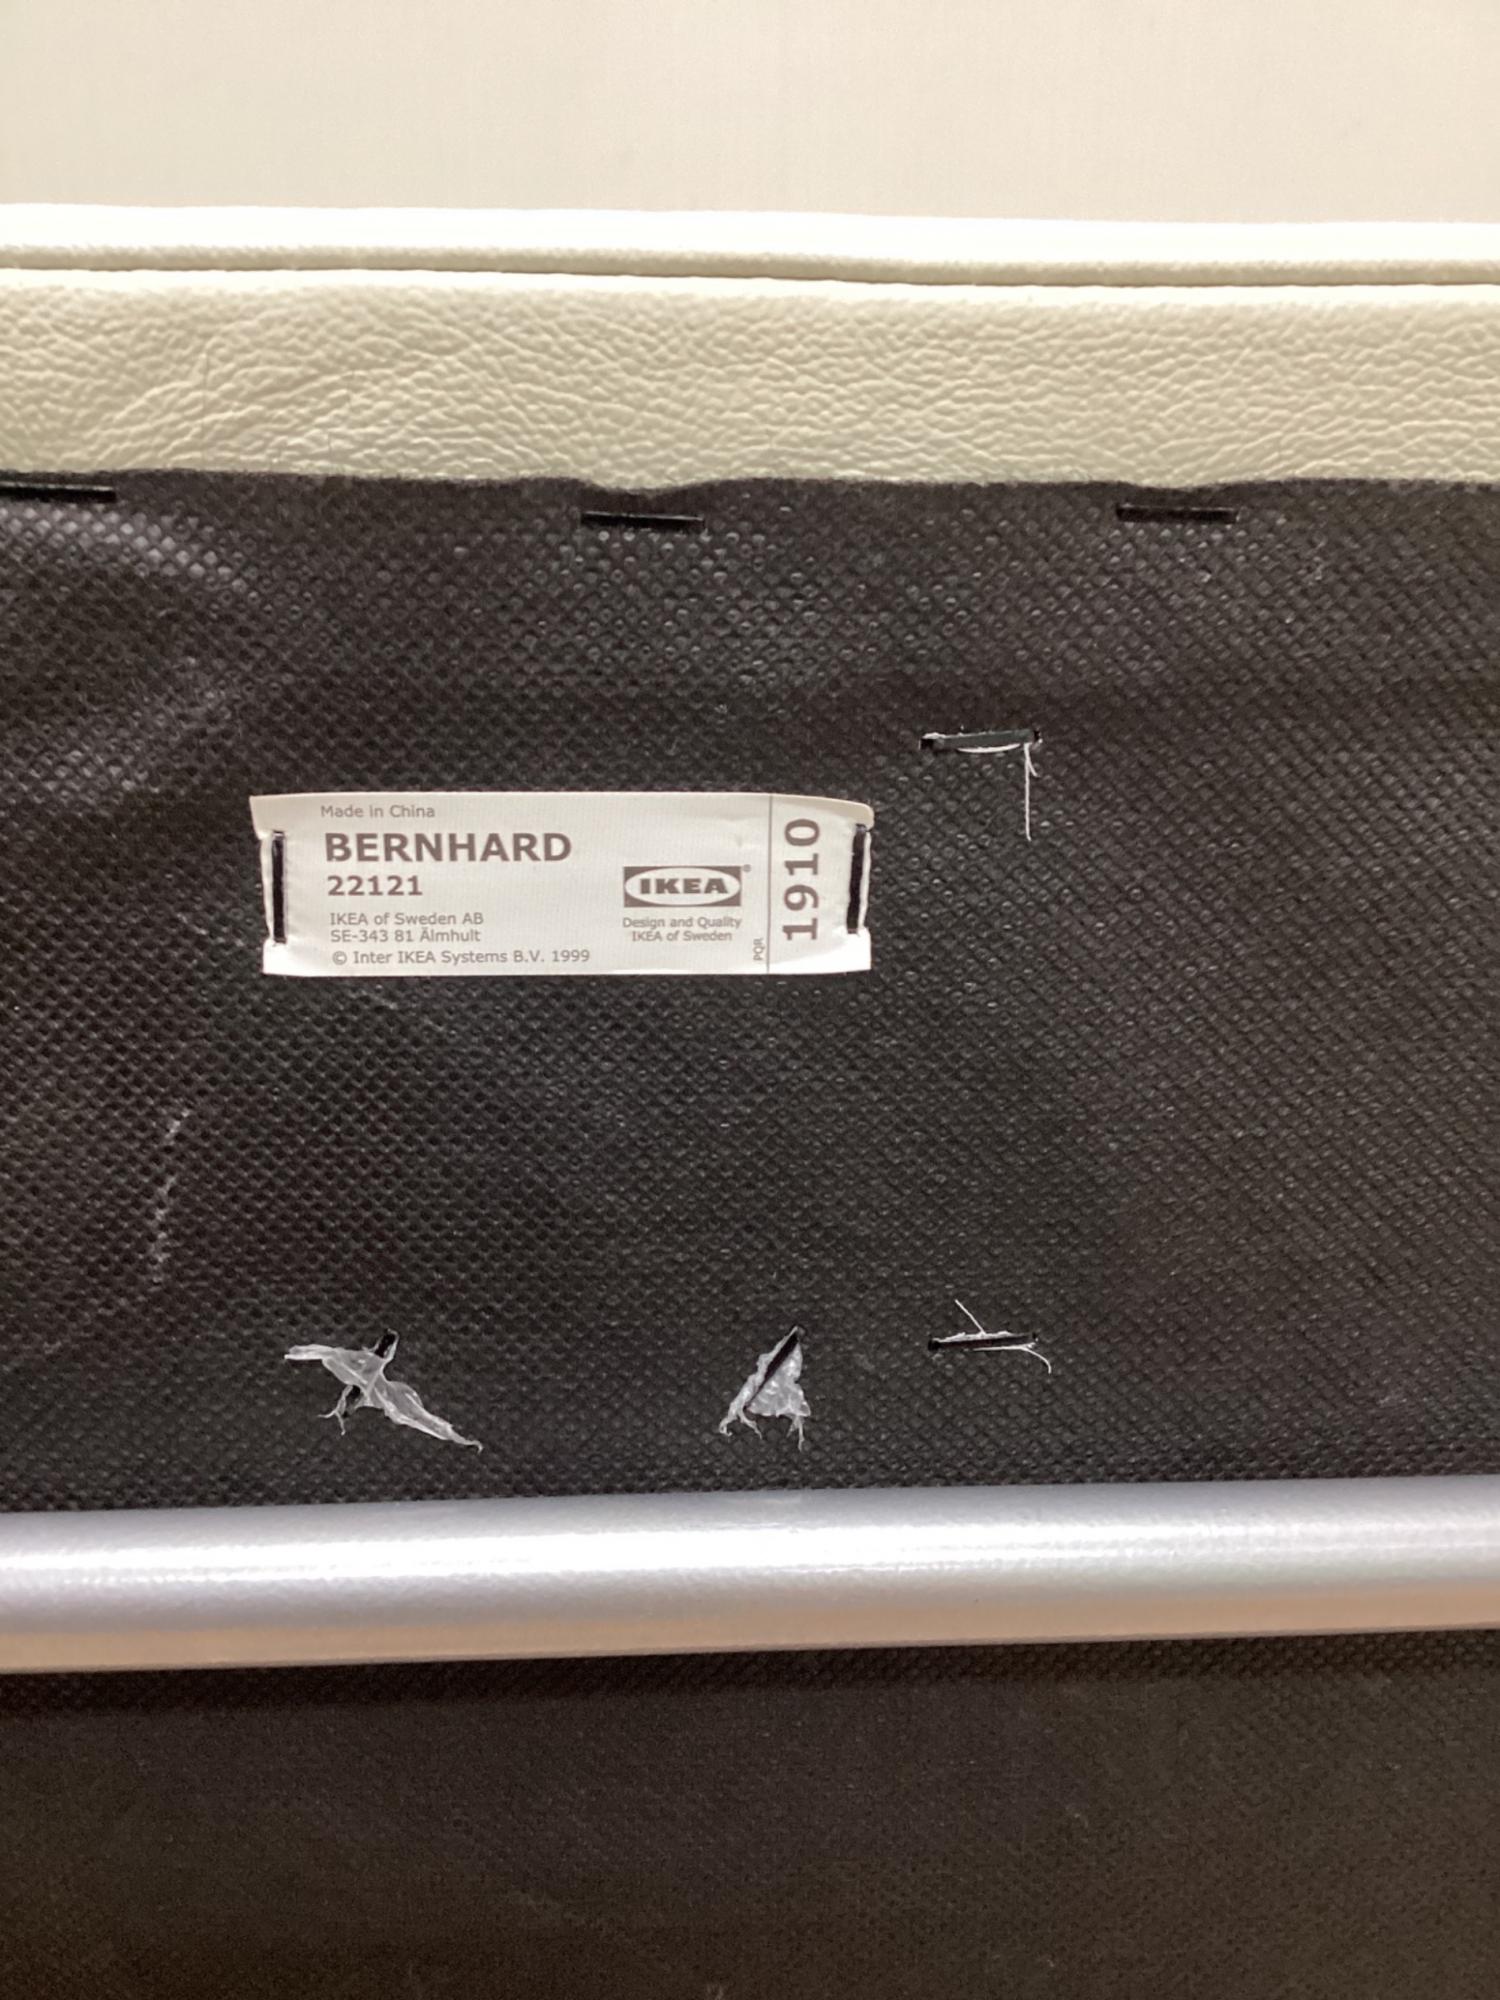 Made in China
BERNHARD
22121
IKEA of Sweden AB
SE-343 81 Älmhult
© Inter IKEA Systems B.V. 1999
IKEA®
Design and Quality
IKEA of Sweden
PQR
1910